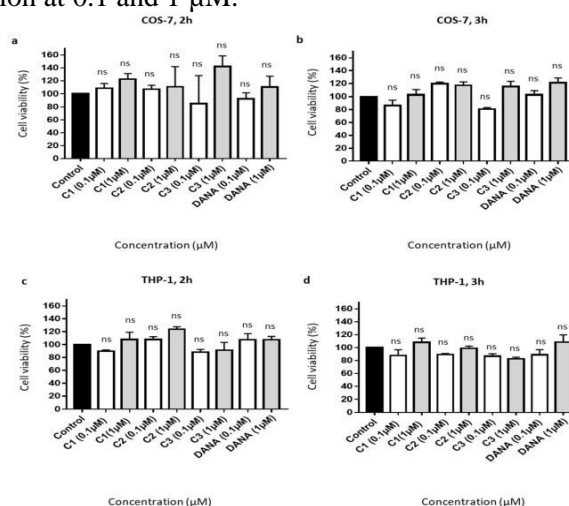 ion at 0.1 and 1 μM.
COS-7, 2h
a
ns ns ns ns ns ns ns ns
Cell viability (%)
160
140
120
100
80
60
40
20
0
Control C1 (0.1μM) C1(1μM) C2 (0.1μM) C2 (1μM) C3 (0.1μM) C3 (1μM) DANA (0.1μM) DANA (1μM)
Concentration (μM)
COS-7, 3h
b
ns ns ns ns ns ns ns ns
Cell viability (%)
160
140
120
100
80
60
40
20
0
Control C1 (0.1μM) C1(1μM) C2 (0.1μM) C2 (1μM) C3 (0.1μM) C3 (1μM) DANA (0.1μM) DANA (1μM)
Concentration (μM)
THP-1, 2h
c
ns ns ns ns ns ns ns ns
Cell viability (%)
160
140
120
100
80
60
40
20
0
Control C1 (0.1μM) C1(1μM) C2 (0.1μM) C2 (1μM) C3 (0.1μM) C3 (1μM) DANA (0.1μM) DANA (1μM)
Concentration (μM)
THP-1, 3h
d
ns ns ns ns ns ns ns ns
Cell viability (%)
160
140
120
100
80
60
40
20
0
Control C1 (0.1μM) C1(1μM) C2 (0.1μM) C2 (1μM) C3 (0.1μM) C3 (1μM) DANA (0.1μM) DANA (1μM)
Concentration (μM)